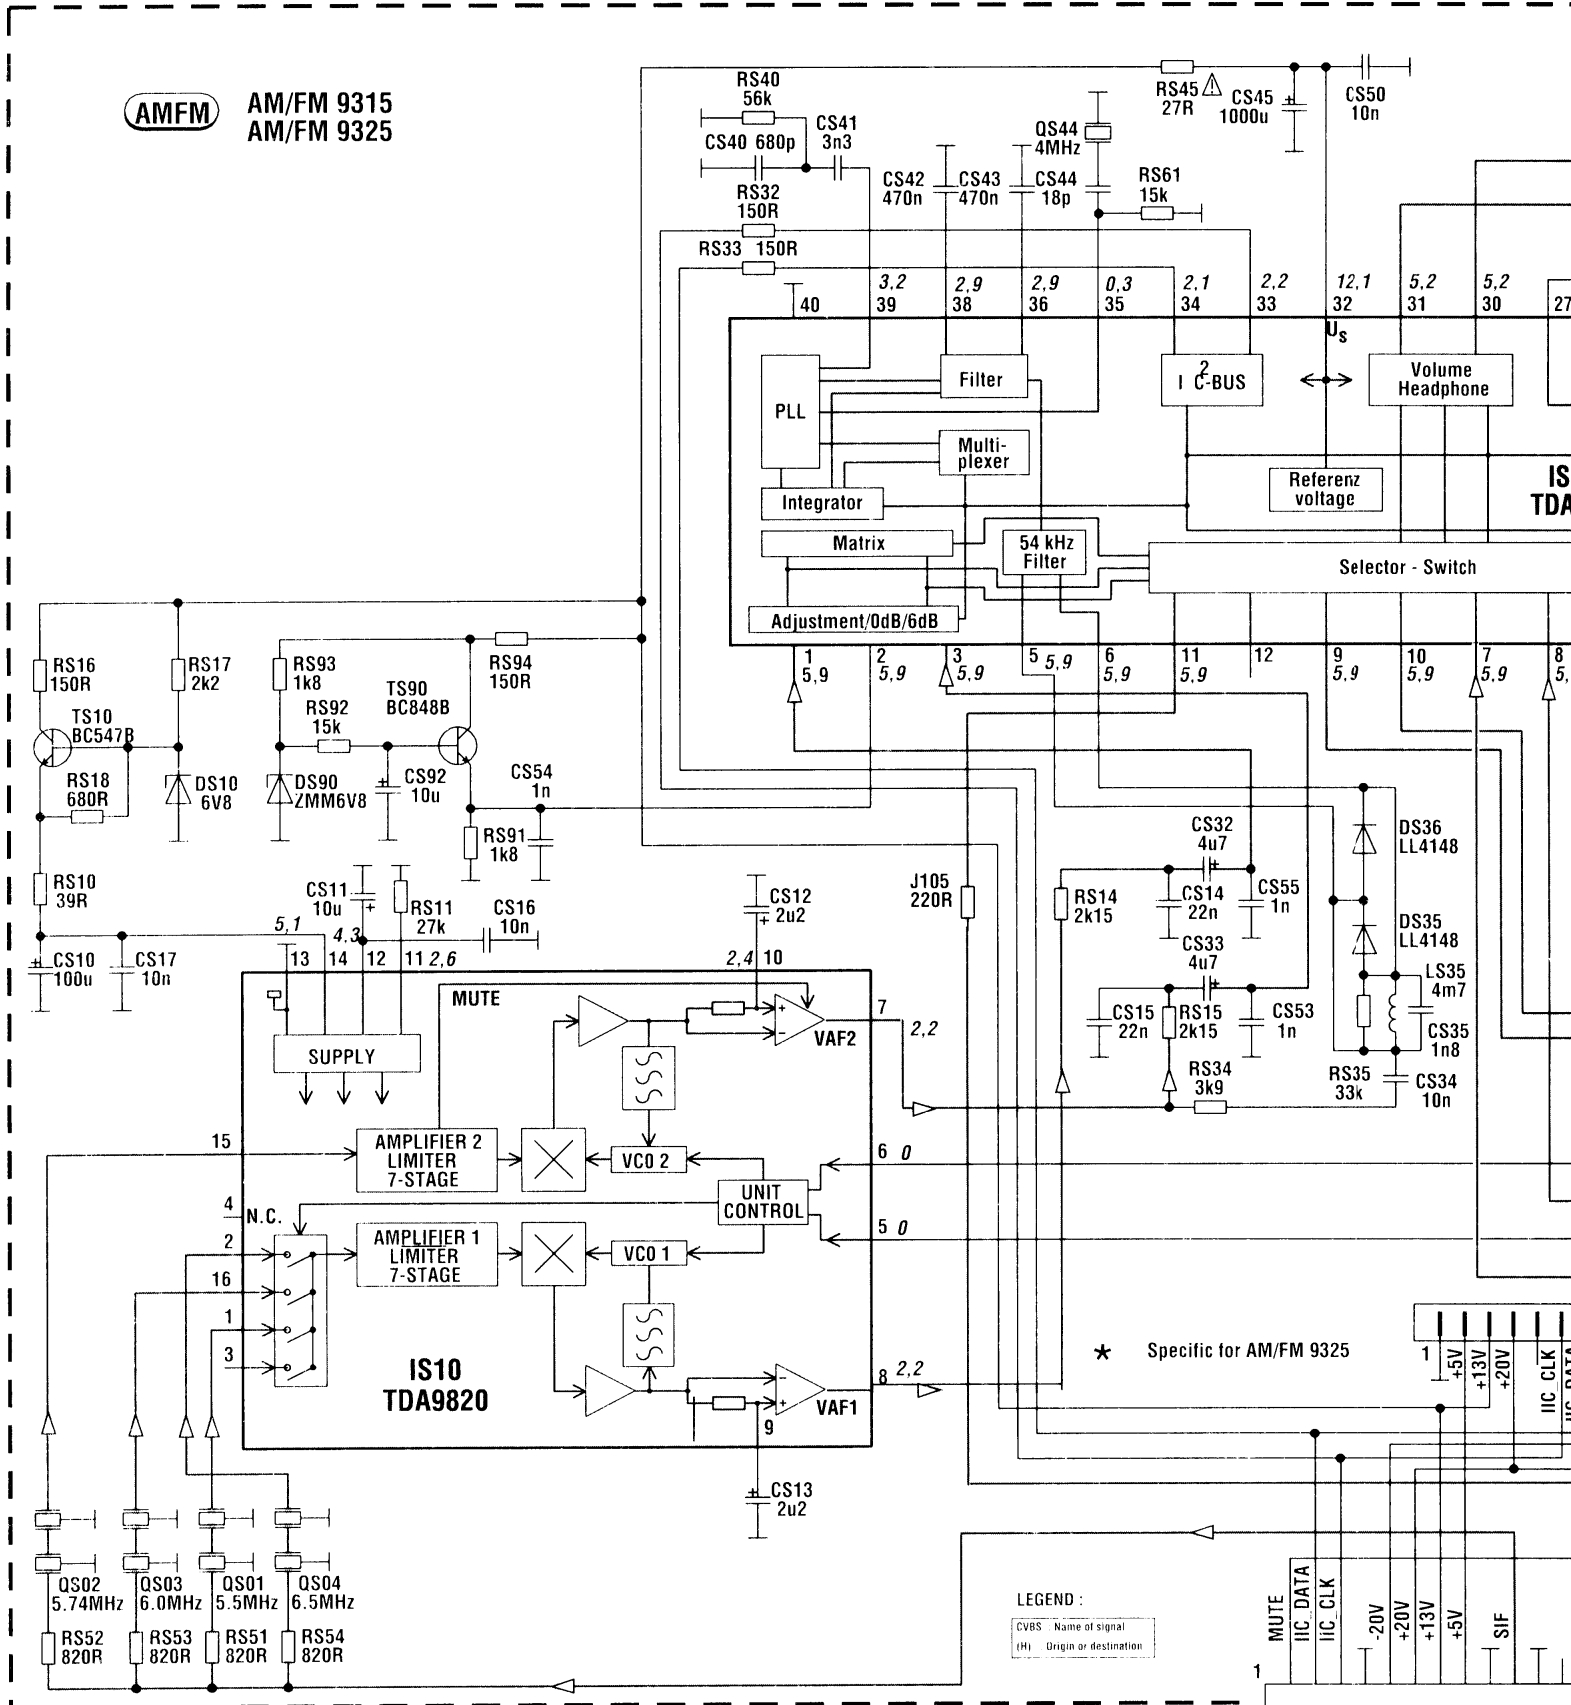 AMFM
AM/FM 9315
AM/FM 9325
RS40
56k
CS40 680p
CS41
3n3
RS32
150R
RS33 150R
CS42
470n
CS43
470n
QS44
4MHz
CS44
18p
RS61
15k
RS45
27R
CS45
1000u
CS50
10n
3,2
2,9
2,9
0,3
2,1
2,2
12,1
5,2
5,2
40
39
38
36
35
34
33
32
31
30
27
Us
PLL
Filter
I2C-BUS
Volume
Headphone
Multi-
plexer
Integrator
Referenz
voltage
IS
TDA
Matrix
54 kHz
Filter
Selector - Switch
Adjustment/0dB/6dB
1
2
3
5
6
11
12
9
10
7
8
5,9
5,9
5,9
5,9
5,9
5,9
5,9
5,9
5,9
5,
RS16
150R
RS17
2k2
RS93
1k8
RS94
150R
TS90
BC848B
RS92
15k
TS10
BC547B
RS18
680R
DS10
6V8
DS90
ZMM6V8
CS92
10u
CS54
1n
RS91
1k8
RS10
39R
CS11
10u
RS11
27k
CS16
10n
CS12
2u2
J105
220R
RS14
2k15
CS32
4u7
CS14
22n
CS55
1n
DS36
LL4148
DS35
LL4148
CS33
4u7
CS10
100u
CS17
10n
5,1
4,3
13
14
12
11
2,6
2,4
10
MUTE
7
2,2
VAF2
SUPPLY
CS15
22n
RS15
2k15
CS53
1n
LS35
4m7
CS35
1n8
RS34
3k9
RS35
33k
CS34
10n
15
AMPLIFIER 2
LIMITER
7-STAGE
VCO 2
6
0
UNIT
CONTROL
4
N.C.
5
0
2
AMPLIFIER 1
LIMITER
7-STAGE
VCO 1
16
1
3
IS10
TDA9820
8
2,2
VAF1
9
* Specific for AM/FM 9325
1
+5V
+13V
+20V
IIC_CLK
IIC_DATA
CS13
2u2
QS02
5.74MHz
QS03
6.0MHz
QS01
5.5MHz
QS04
6.5MHz
RS52
820R
RS53
820R
RS51
820R
RS54
820R
LEGEND :
CVBS : Name of signal
(H) : Origin or destination
1
MUTE
IIC_DATA
IIC_CLK
-20V
+20V
+13V
+5V
SIF